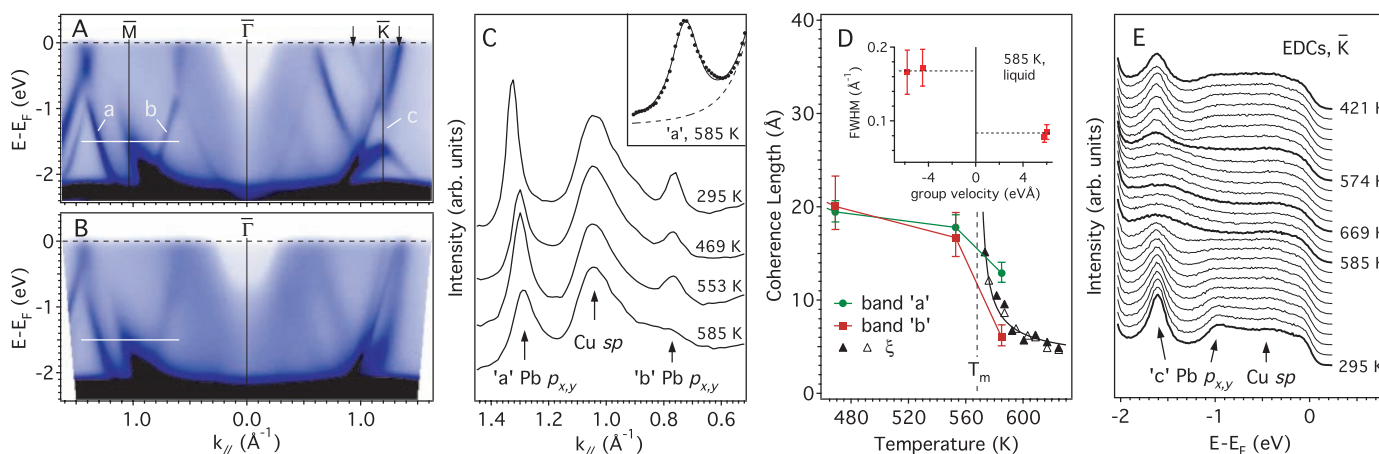 A
M̅
Γ̅
K̅
0
-1
-2
E-E_F (eV)
a
b
c
B
Γ̅
0
-1
-2
E-E_F (eV)
1.0
0.0
1.0
k_// (Å⁻¹)
C
Intensity (arb. units)
'a', 585 K
295 K
469 K
553 K
585 K
Cu sp
'a' Pb p_x,y
'b' Pb p_x,y
1.4
1.2
1.0
0.8
0.6
k_// (Å⁻¹)
D
Coherence Length (Å)
0.2
0.1
FWHM (Å⁻¹)
585 K,
liquid
-8
-4
0
4
group velocity (eVÅ)
30
20
10
0
band 'a'
band 'b'
ξ
T_m
480
520
560
600
Temperature (K)
E
EDCs, K̅
Intensity (arb. units)
421 K
574 K
669 K
585 K
295 K
'c' Pb p_x,y
Cu sp
-2
-1
0
E-E_F (eV)